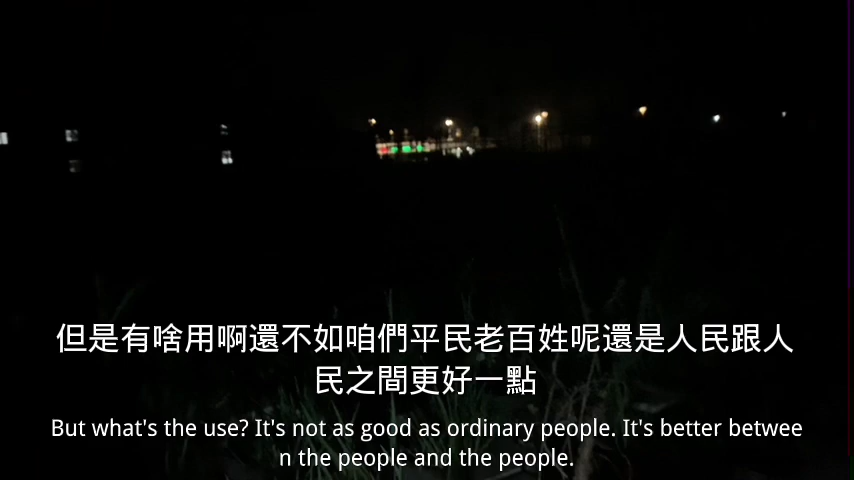 但是有啥用啊還不如咱們平民老百姓呢還是人民跟人
民之間更好一點
But what's the use? It's not as good as ordinary people. It's better betwee
n the people and the people.